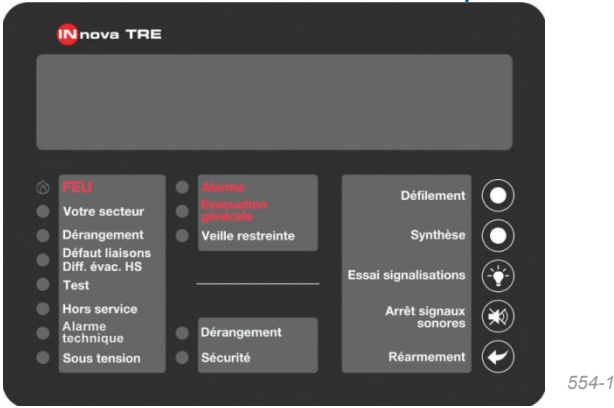 INnova TRE
FEU
Votre secteur
Dérangement
Défaut liaisons
Diff. évac. HS
Test
Hors service
Alarme
technique
Sous tension
Alarme
Evacuation
générale
Veille restreinte
Dérangement
Sécurité
Défilement
Synthèse
Essai signalisations
Arrêt signaux
sonores
Réarmement
554-1